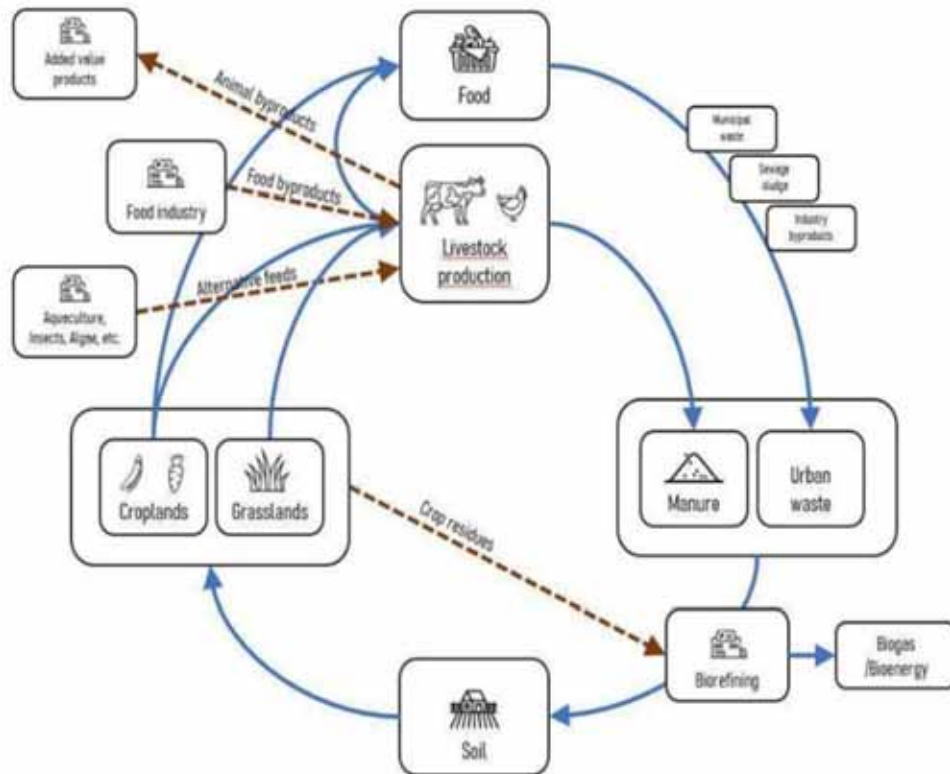 Added value
products
Animal byproducts
Food
Municipal
waste
Sewage
sludge
Industry
byproducts
Food industry
Food byproducts
Livestock
production
Alternative feeds
Aqueculture,
Insects, Algae, etc.
Croplands
Grasslands
Manure
Urban
waste
Crop residues
Biorefining
Biogas
/Bioenergy
Soil